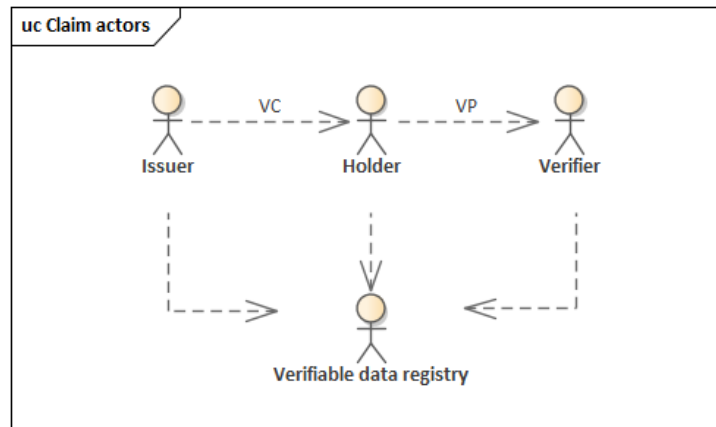 uc Claim actors
VC
VP
Issuer
Holder
Verifier
Verifiable data registry